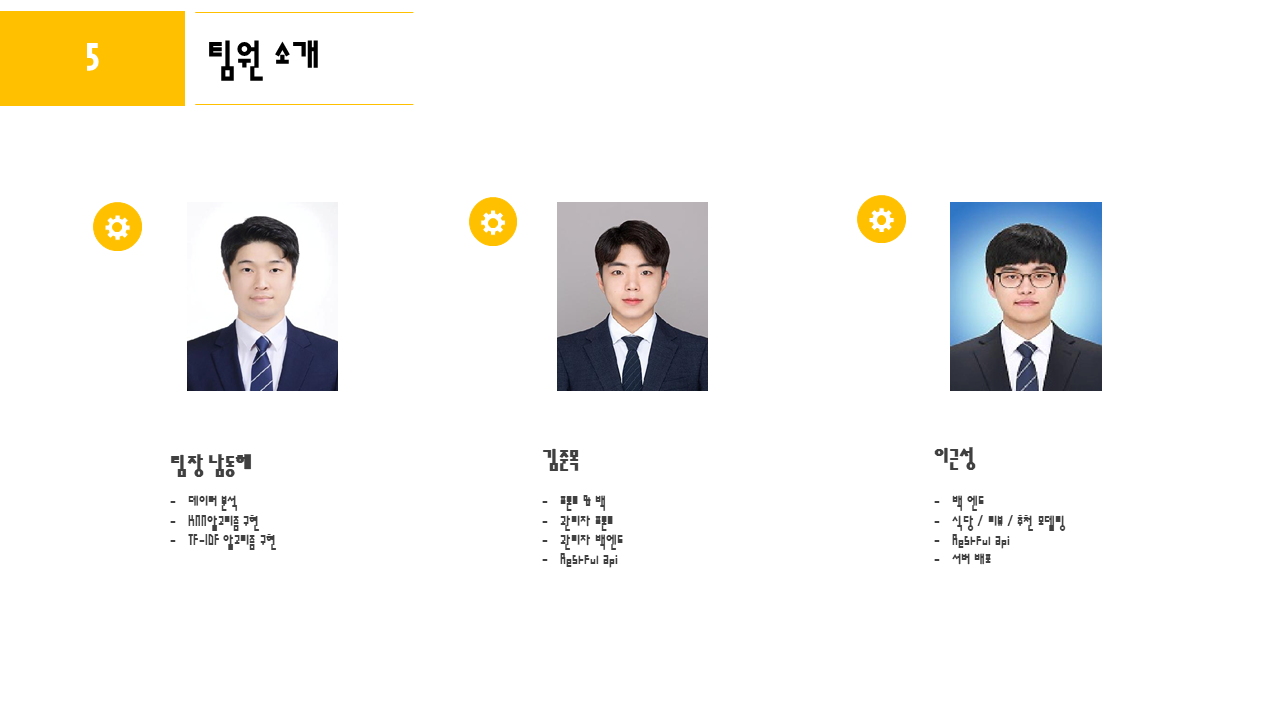 5
팀원 소개
팀장 남동혜
- 데이터 분석
- KNN알고리즘 구현
- TF-IDF 알고리즘 구현
김준목
- 프론트 및 백
- 관리자 프론트
- 관리자 백엔드
- RestFul api
이근성
- 백 엔드
- 식당 / 리뷰 / 추천 모델링
- RestFul api
- 서버 배포